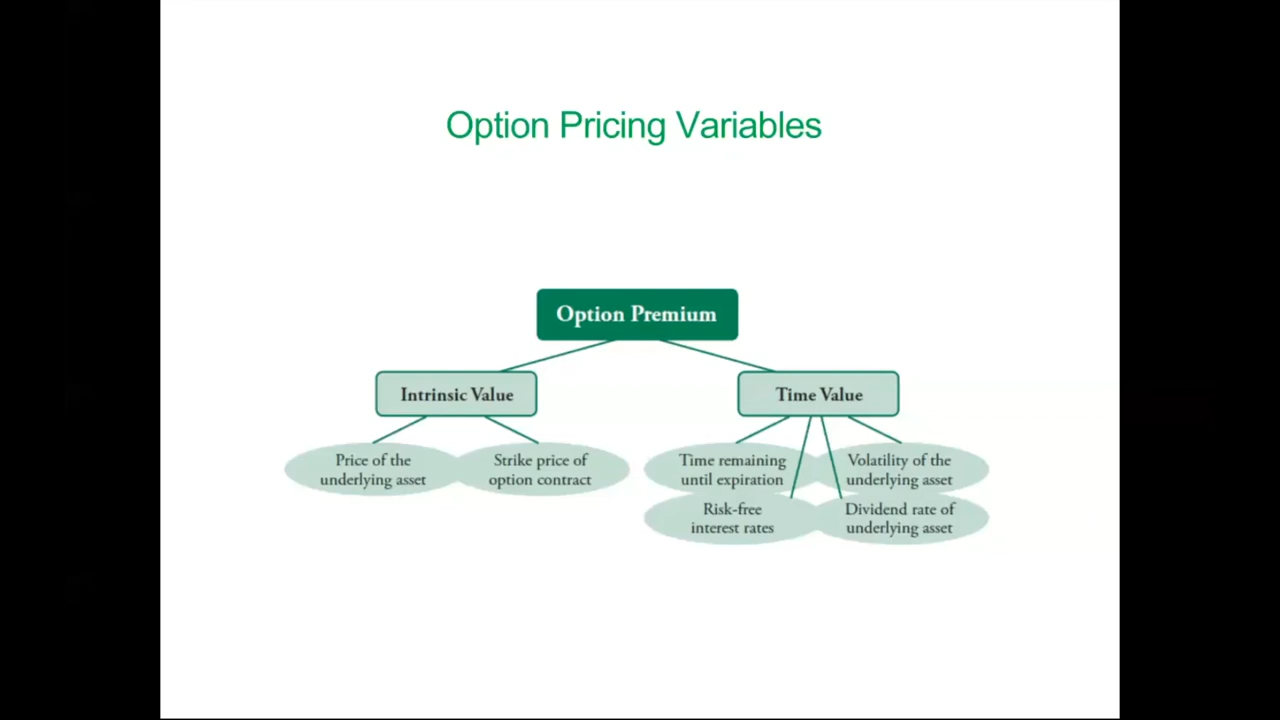 Option Pricing Variables
Option Premium
Intrinsic Value
Time Value
Price of the
underlying asset
Strike price of
option contract
Time remaining
until expiration
Volatility of the
underlying asset
Risk-free
interest rates
Dividend rate of
underlying asset